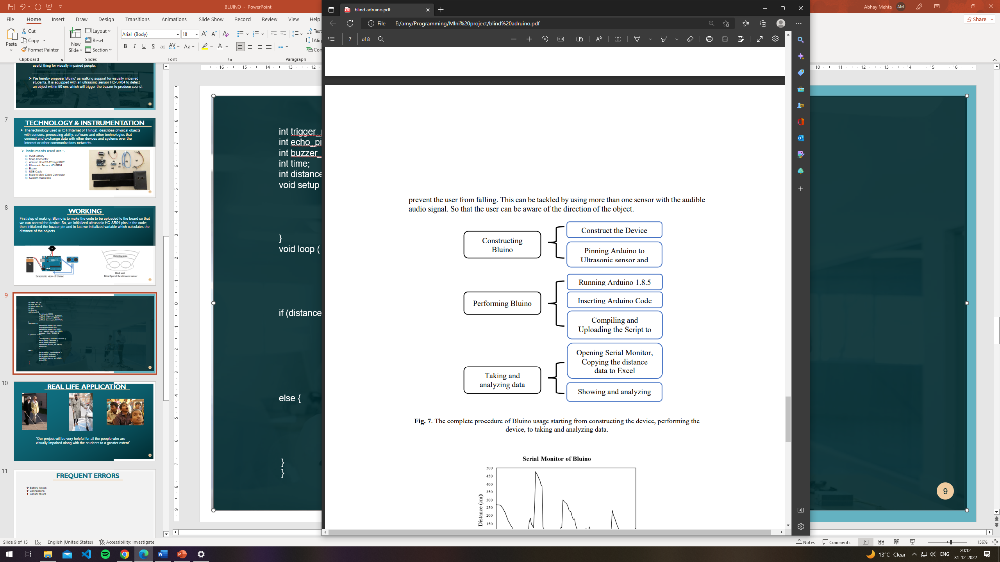 BLUINO - PowerPoint
Abhay Mehta AM
File Home Insert Draw Design Transitions Animations Slide Show Record Review View Help
Share
Paste
Cut
Copy
Format Painter
Clipboard
New
Slide
Layout
Reset
Section
Slides
Arial (Body) 18
Font
Paragraph
useful thing for visually impaired people.
We hereby propose 'Bluino' as walking support for visually impaired
students. It is equipped with an ultrasonic sensor HC-SR04 to detect
an object within 50 cm, which will trigger the buzzer to produce sound.
7
TECHNOLOGY & INSTRUMENTATION
The technology used is IOT(Internet of Things), describes physical objects
with sensors, processing ability, software and other technologies that
connect and exchange data with other devices and systems over the
Internet or other communications networks.
Instruments used are :-
a) 9Volt Battery
b) Snap Connector
c) Adruino Uno R3 ATmega328P
d) Ultrasonic Sensor HC-SR04
e) Buzzer
f) USB Cable
g) Male to Male Cable Connector
h) Custom-made box
8
WORKING
First step of making, Bluino is to make the code to be uploaded to the board so that
we can control the device. So, we initialized ultrasonic HC-SR04 pins in the code;
then initialized the buzzer pin and in last we initialized variable which calculates the
distance of the objects.
Detecting area
Blind spot
Schematic view of Bluino
Blind Spot of the ultrasonic sensor
9
10
REAL LIFE APPLICATION
"Our project will be very helpful for all the people who are
visually impaired along with the students to a greater extent"
11
FREQUENT ERRORS
Battery Issues
Connections
Sensor failure
int trigger_
int echo_pi
int buzzer_
int time;
int distance
void setup
}
void loop (
if (distance
else {
}
}
9
blind adruino.pdf
File E:/amy/Programming/MIni%20project/blind%20adruino.pdf
7 of 8
prevent the user from falling. This can be tackled by using more than one sensor with the audible
audio signal. So that the user can be aware of the direction of the object.
Constructing
Bluino
Construct the Device
Pinning Arduino to
Ultrasonic sensor and
Performing Bluino
Running Arduino 1.8.5
Inserting Arduino Code
Compiling and
Uploading the Script to
Taking and
analyzing data
Opening Serial Monitor,
Copying the distance
data to Excel
Showing and analyzing
Fig. 7. The complete procedure of Bluino usage starting from constructing the device, performing the
device, to taking and analyzing data.
Serial Monitor of Bluino
Distance (cm)
500
450
400
350
300
250
200
150
Slide 9 of 15 English (United States) Accessibility: Investigate
Notes Comments 156%
13°C Clear ENG
20:12
31-12-2022